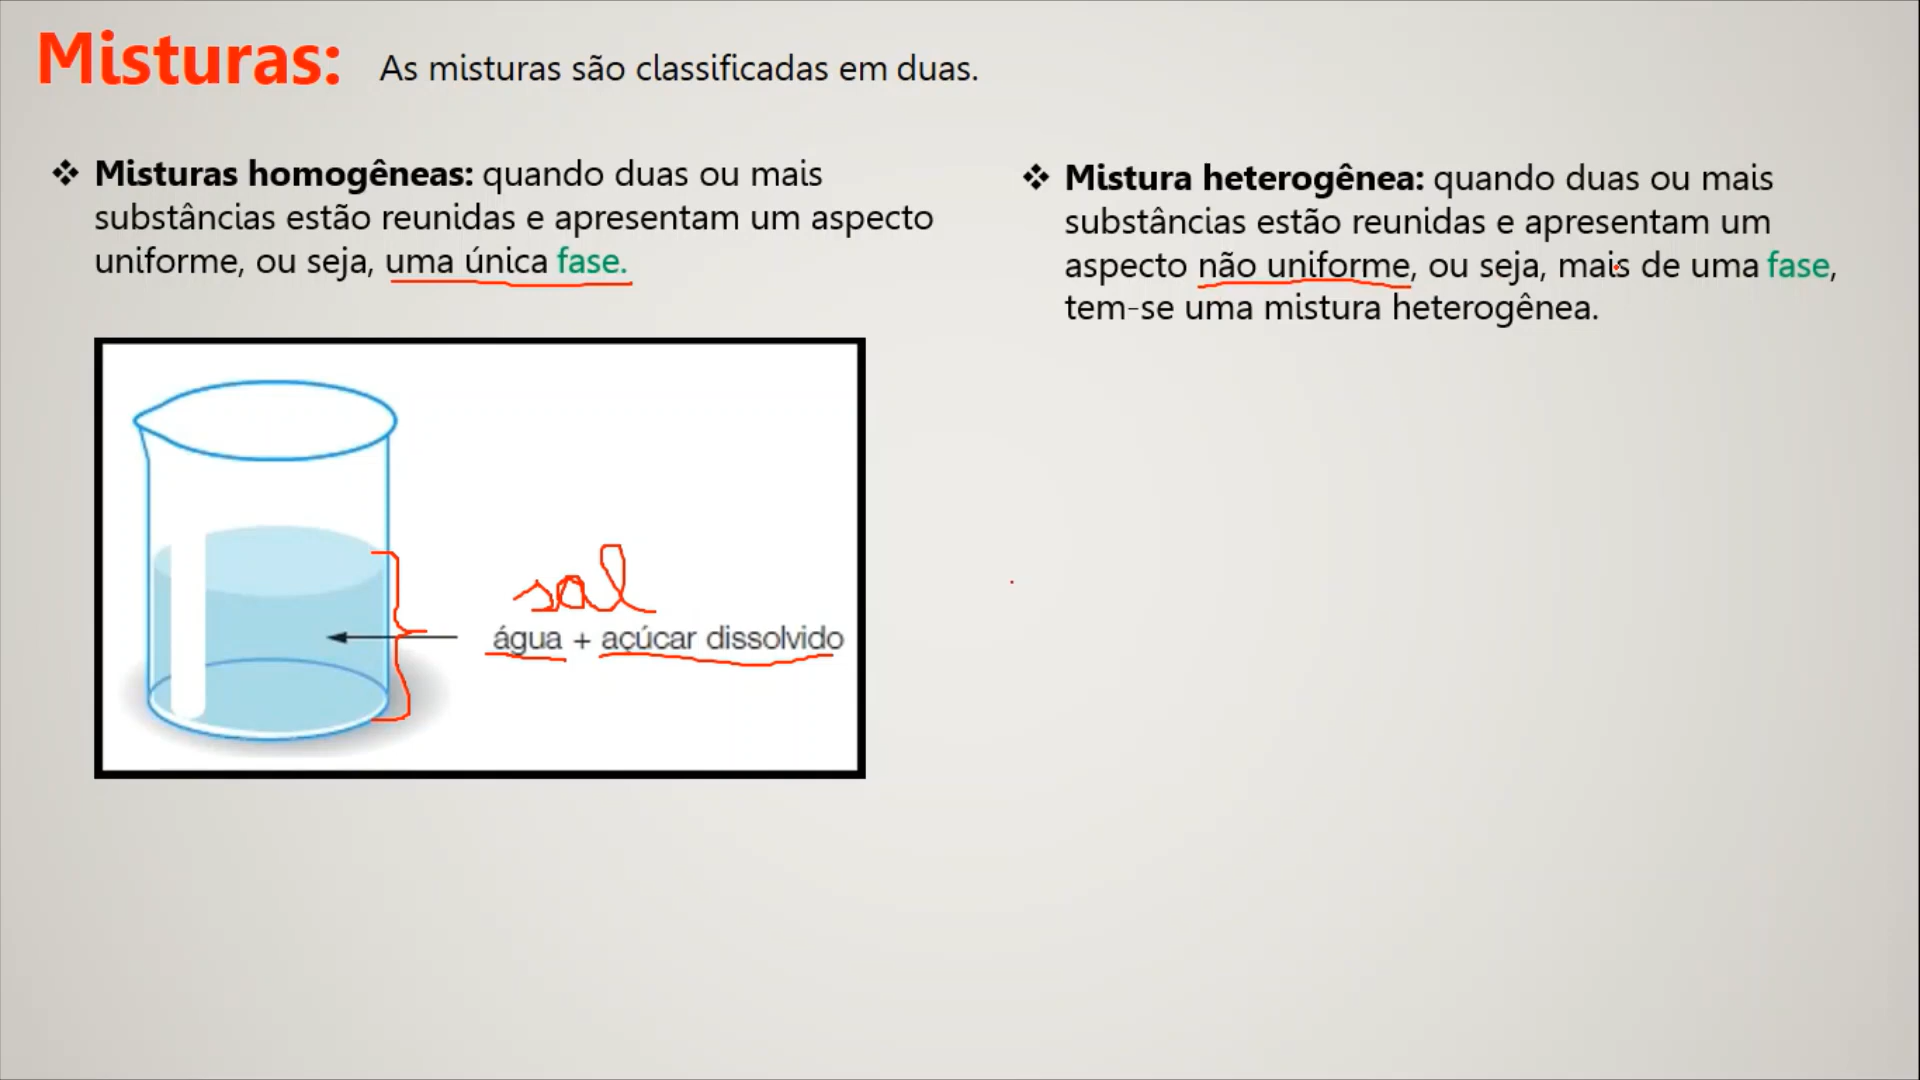 Misturas: As misturas são classificadas em duas.
❖ Misturas homogêneas: quando duas ou mais
substâncias estão reunidas e apresentam um aspecto
uniforme, ou seja, uma única fase.
sal
água + açúcar dissolvido
❖ Mistura heterogênea: quando duas ou mais
substâncias estão reunidas e apresentam um
aspecto não uniforme, ou seja, mais de uma fase,
tem-se uma mistura heterogênea.